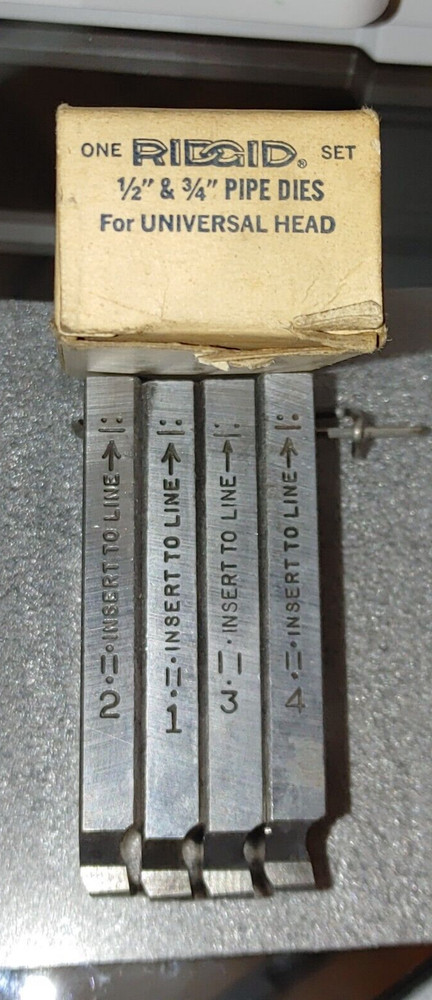 ONE RIDGID® SET
1/2" & 3/4" PIPE DIES
For UNIVERSAL HEAD
2 INSERT TO LINE
1 INSERT TO LINE
3 INSERT TO LINE
4 INSERT TO LINE